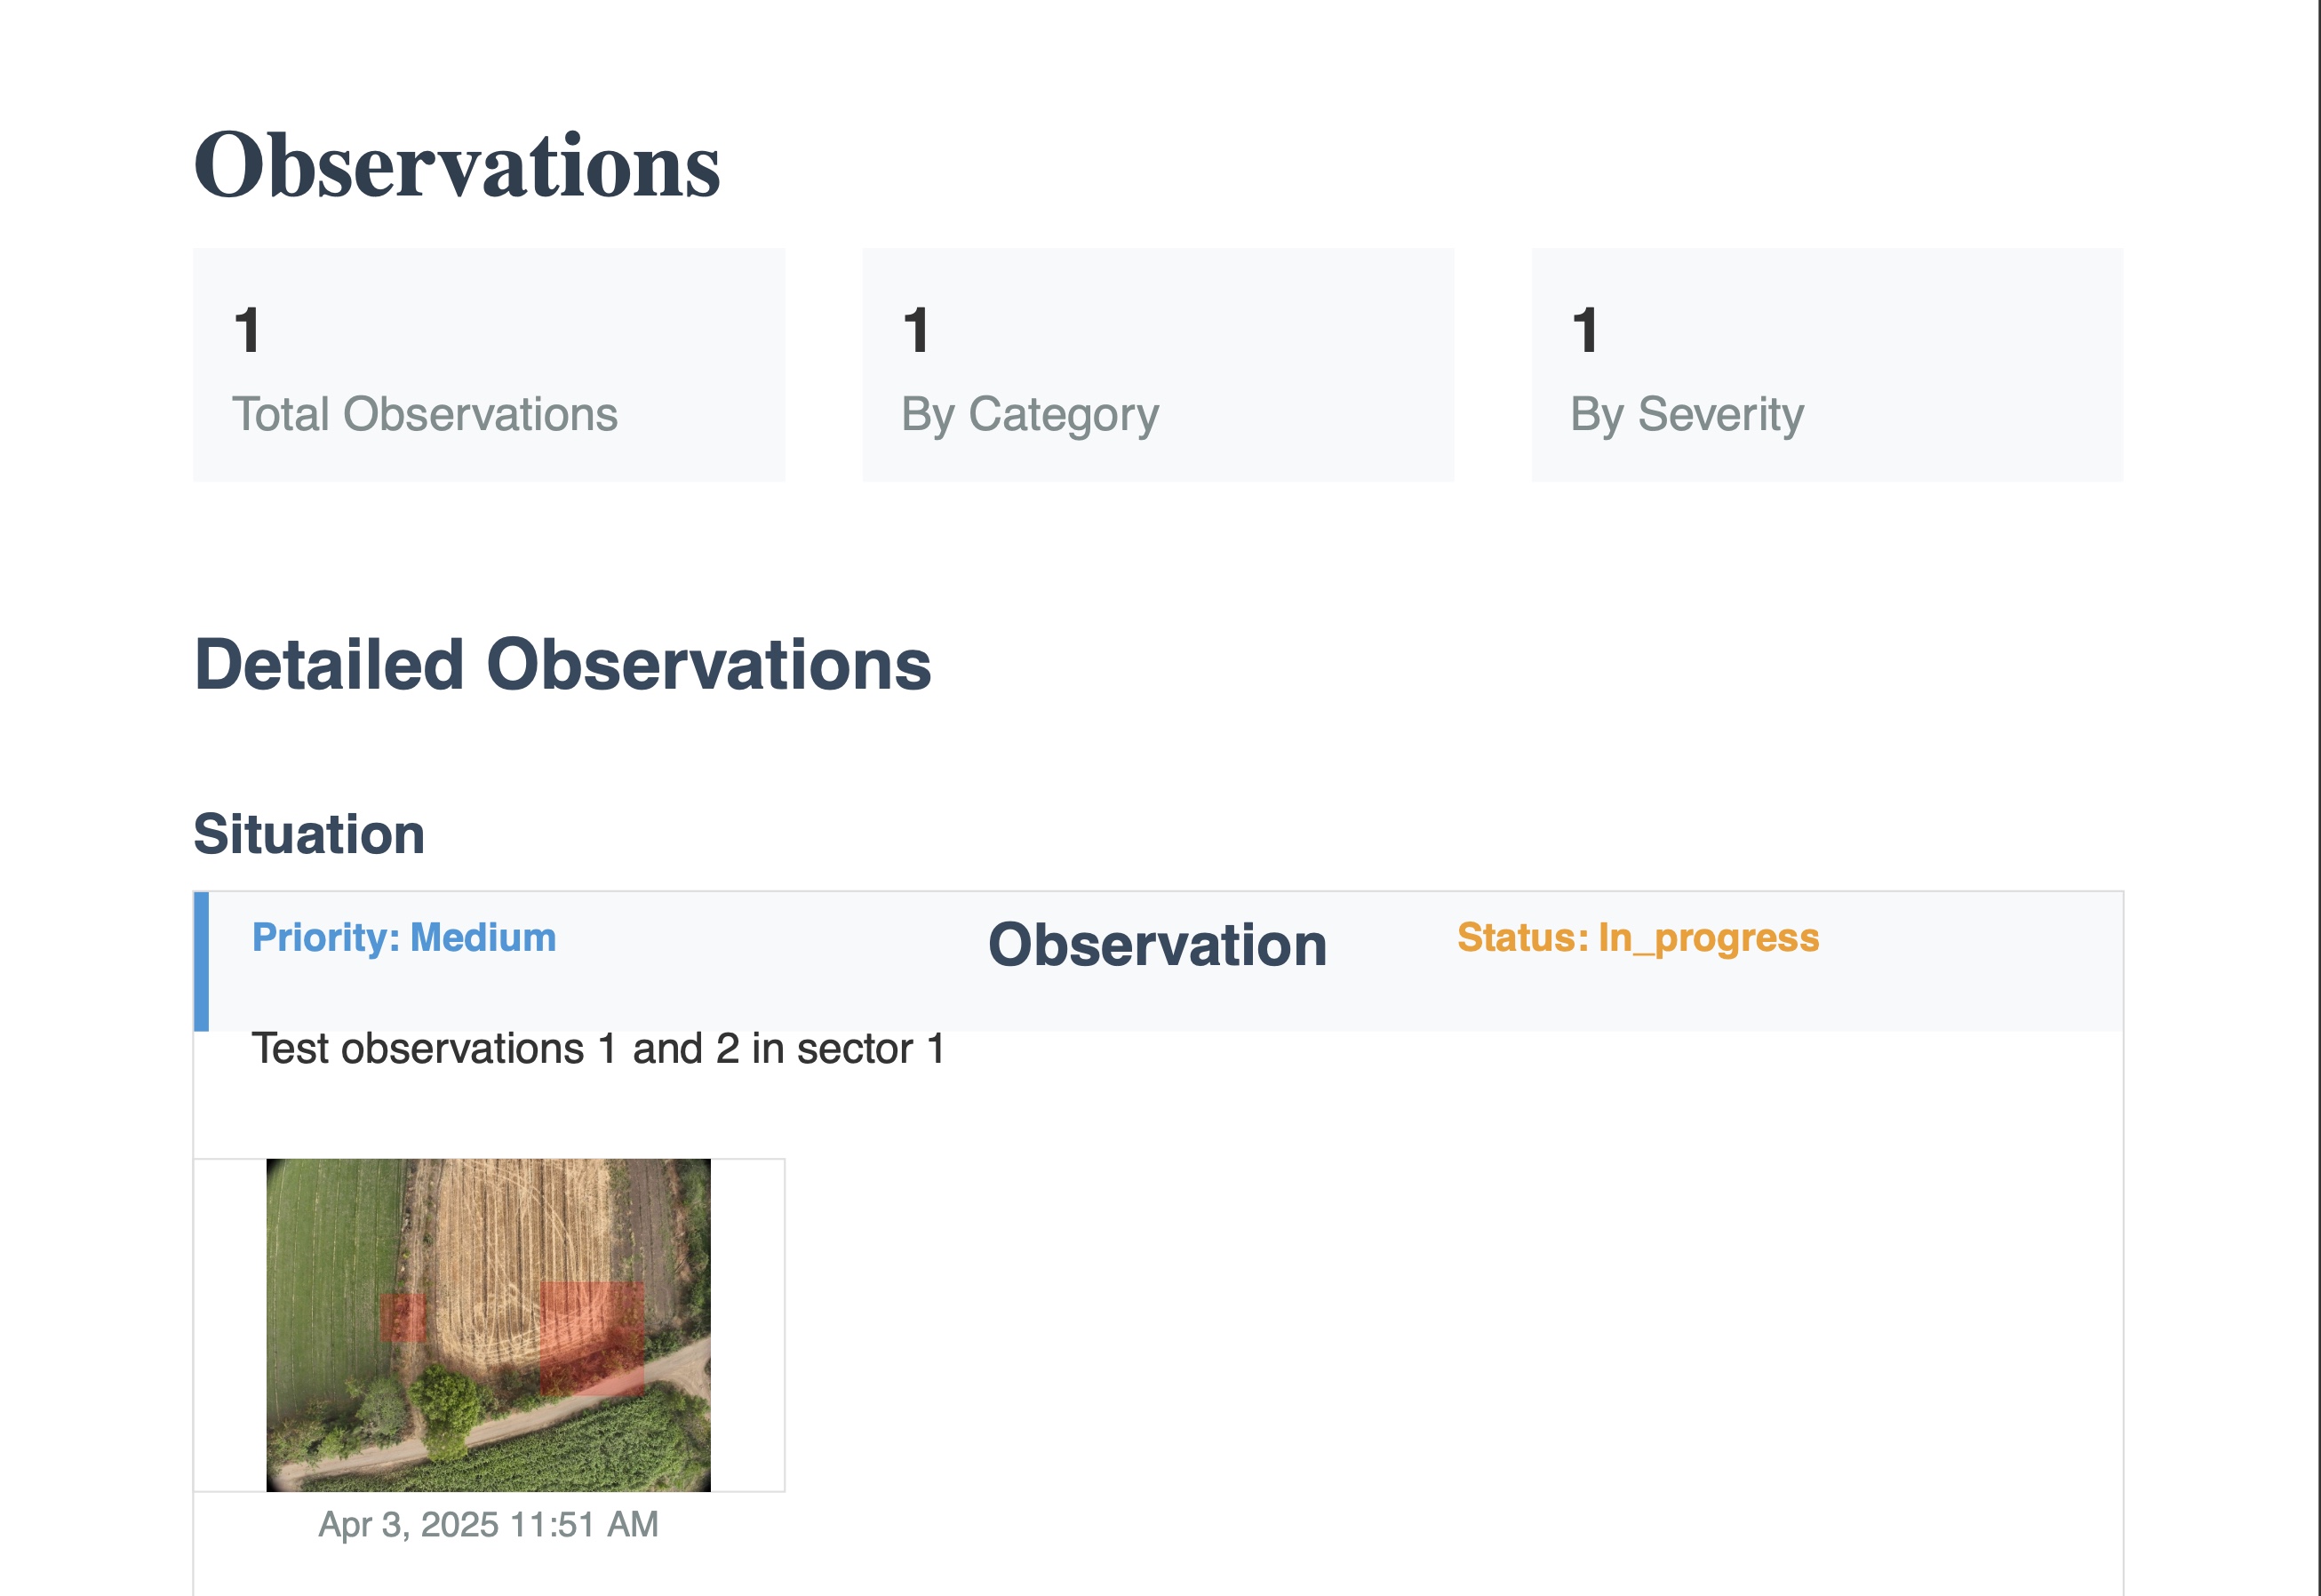 Observations
1
Total Observations
1
By Category
1
By Severity
Detailed Observations
Situation
Priority: Medium
Observation
Status: In_progress
Test observations 1 and 2 in sector 1
Apr 3, 2025 11:51 AM